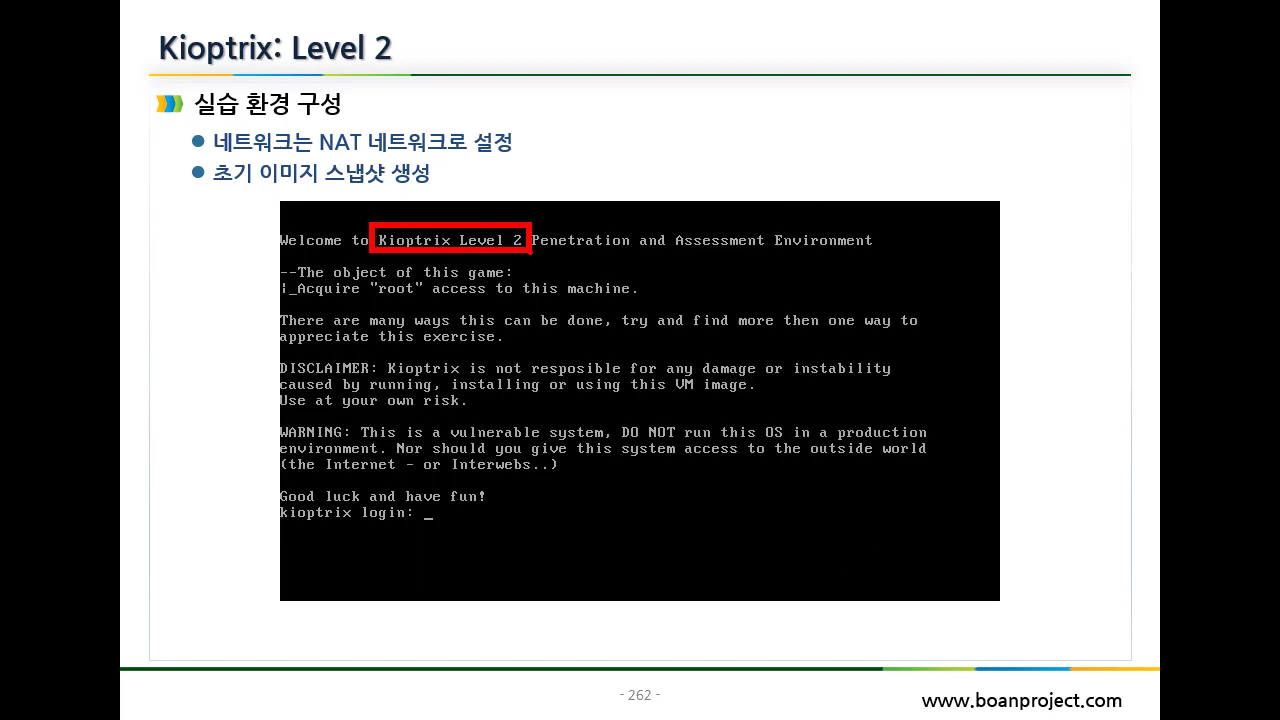 Kioptrix: Level 2
실습 환경 구성
네트워크는 NAT 네트워크로 설정
초기 이미지 스냅샷 생성
Welcome to Kioptrix Level 2 Penetration and Assessment Environment
--The object of this game:
|_Acquire "root" access to this machine.
There are many ways this can be done, try and find more then one way to
appreciate this exercise.
DISCLAIMER: Kioptrix is not resposible for any damage or instability
caused by running, installing or using this VM image.
Use at your own risk.
WARNING: This is a vulnerable system, DO NOT run this OS in a production
environment. Nor should you give this system access to the outside world
(the Internet - or Interwebs..)
Good luck and have fun!
kioptrix login: _
- 262 -
www.boanproject.com